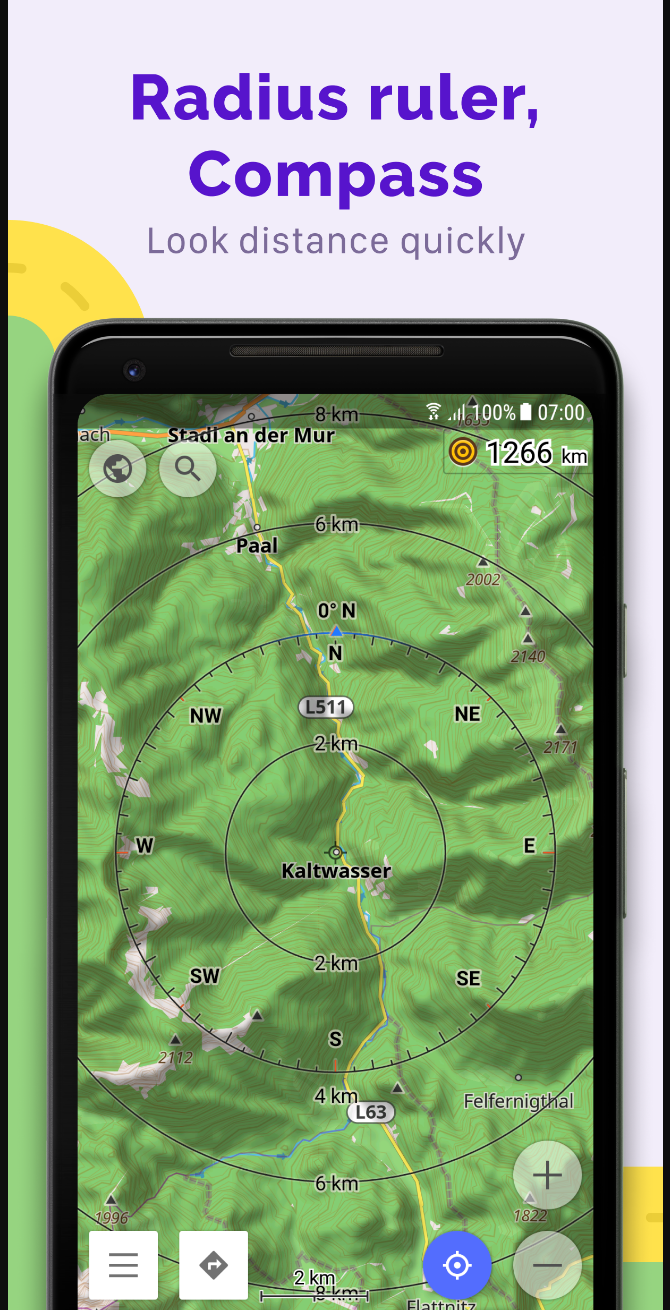 Radius ruler,
Compass
Look distance quickly
8 km
100% 07:00
1655
ach
Stadl an der Mur
1266 km
6 km
Paal
2002
0° N
N
2140
L511
NW
NE
2 km
2171
W
E
Kaltwasser
2 km
SW
SE
S
2112
4 km
Felfernigthal
L63
6 km
1996
1822
2 km
8 km
Flattnitz